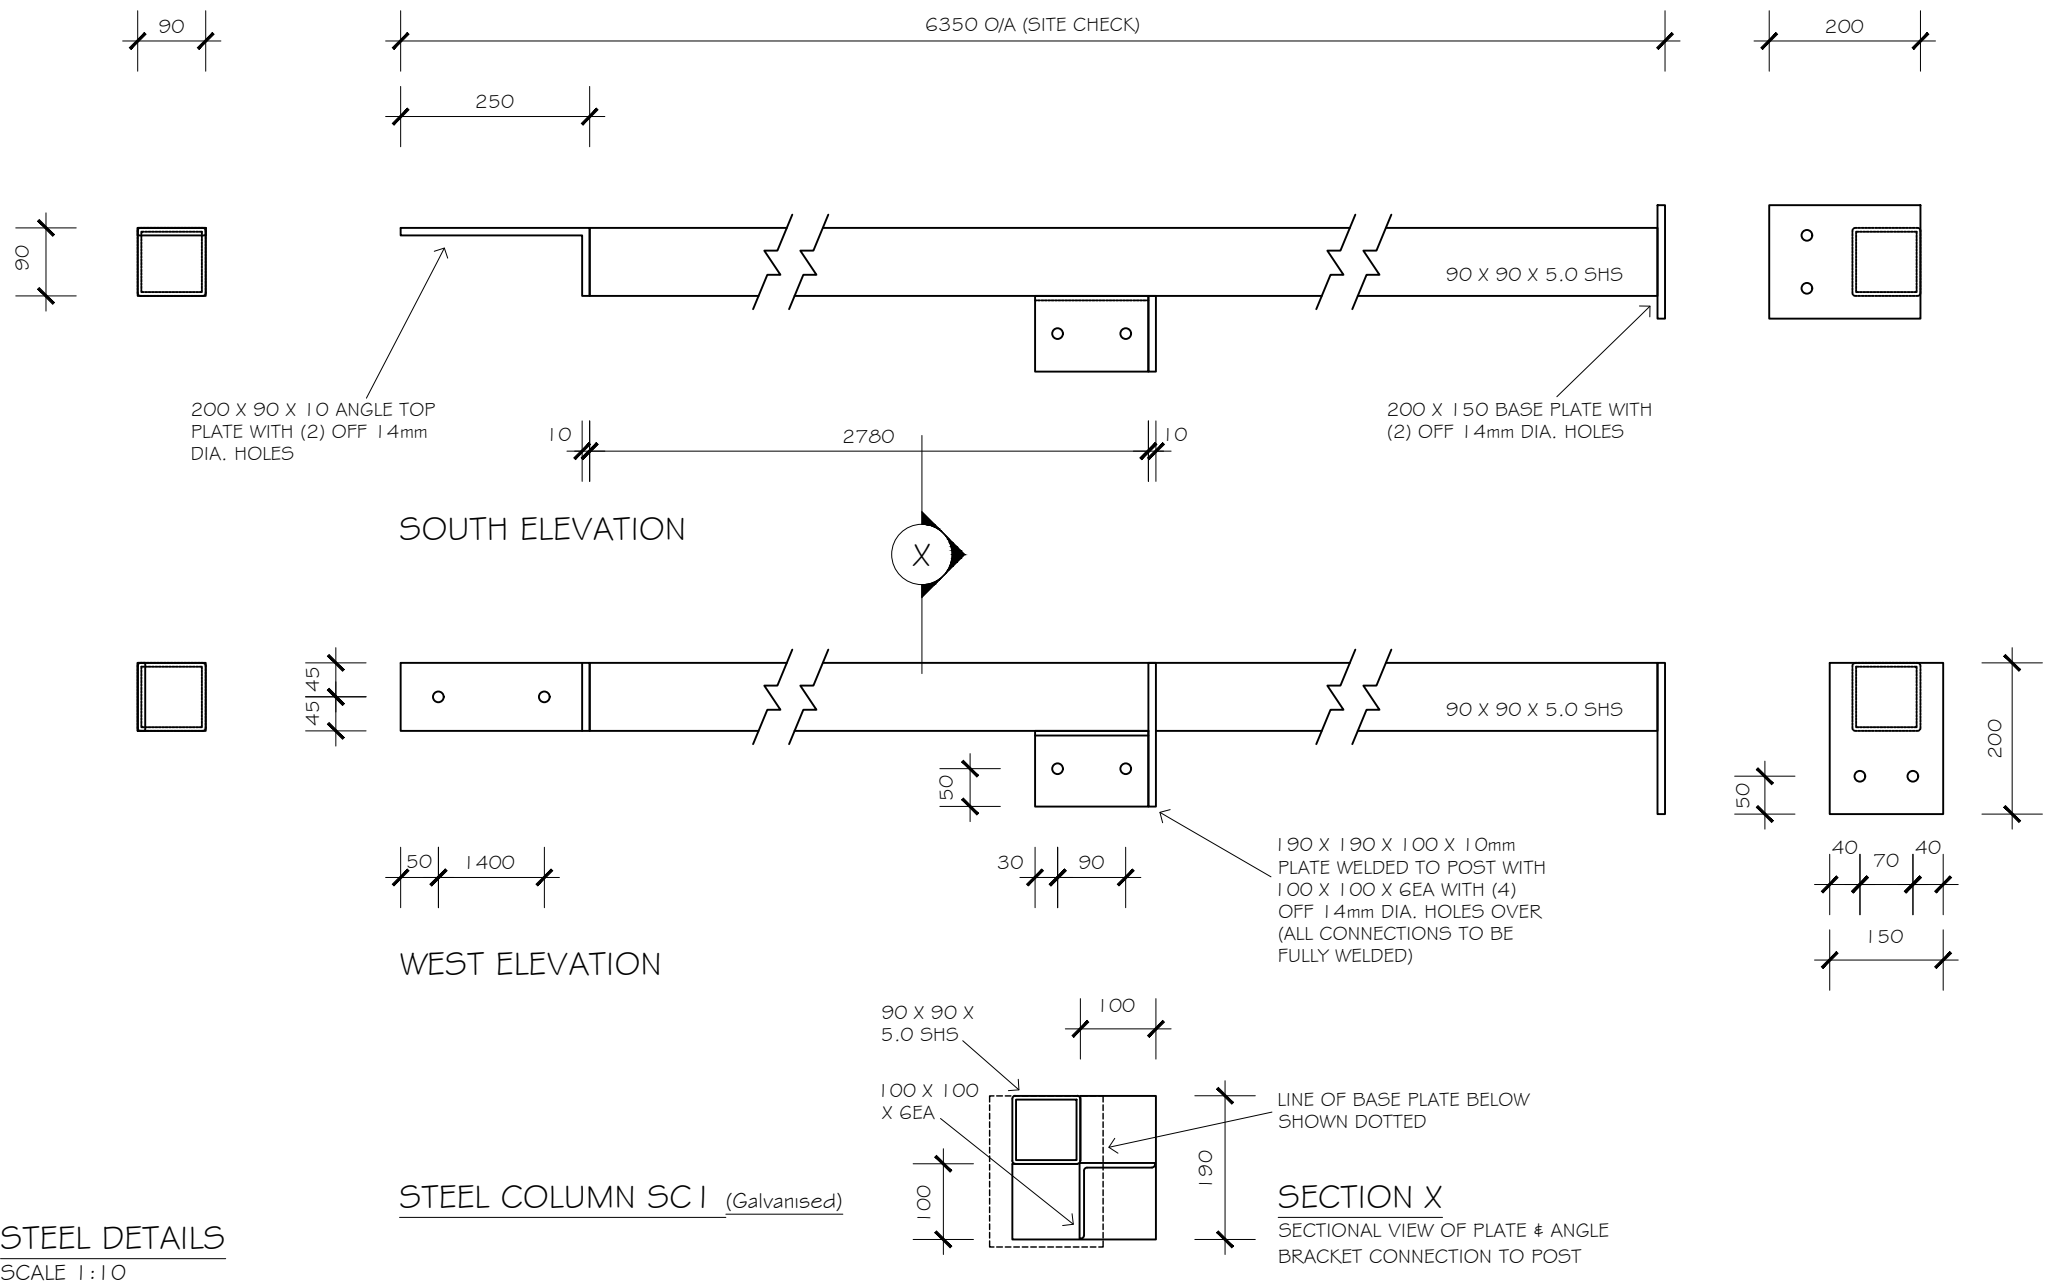 90
6350 O/A (SITE CHECK)
200
250
90
90 X 90 X 5.0 SHS
200 X 90 X 10 ANGLE TOP
PLATE WITH (2) OFF 14mm
DIA. HOLES
200 X 150 BASE PLATE WITH
(2) OFF 14mm DIA. HOLES
10
2780
10
SOUTH ELEVATION
X
45
45
90 X 90 X 5.0 SHS
200
50
50
50
1400
30
90
190 X 190 X 100 X 10mm
PLATE WELDED TO POST WITH
100 X 100 X 6EA WITH (4)
OFF 14mm DIA. HOLES OVER
(ALL CONNECTIONS TO BE
FULLY WELDED)
40
70
40
150
WEST ELEVATION
90 X 90 X
5.0 SHS
100
100 X 100
X 6EA
LINE OF BASE PLATE BELOW
SHOWN DOTTED
190
100
STEEL COLUMN SC1 (Galvanised)
SECTION X
SECTIONAL VIEW OF PLATE & ANGLE
BRACKET CONNECTION TO POST
STEEL DETAILS
SCALE 1:10